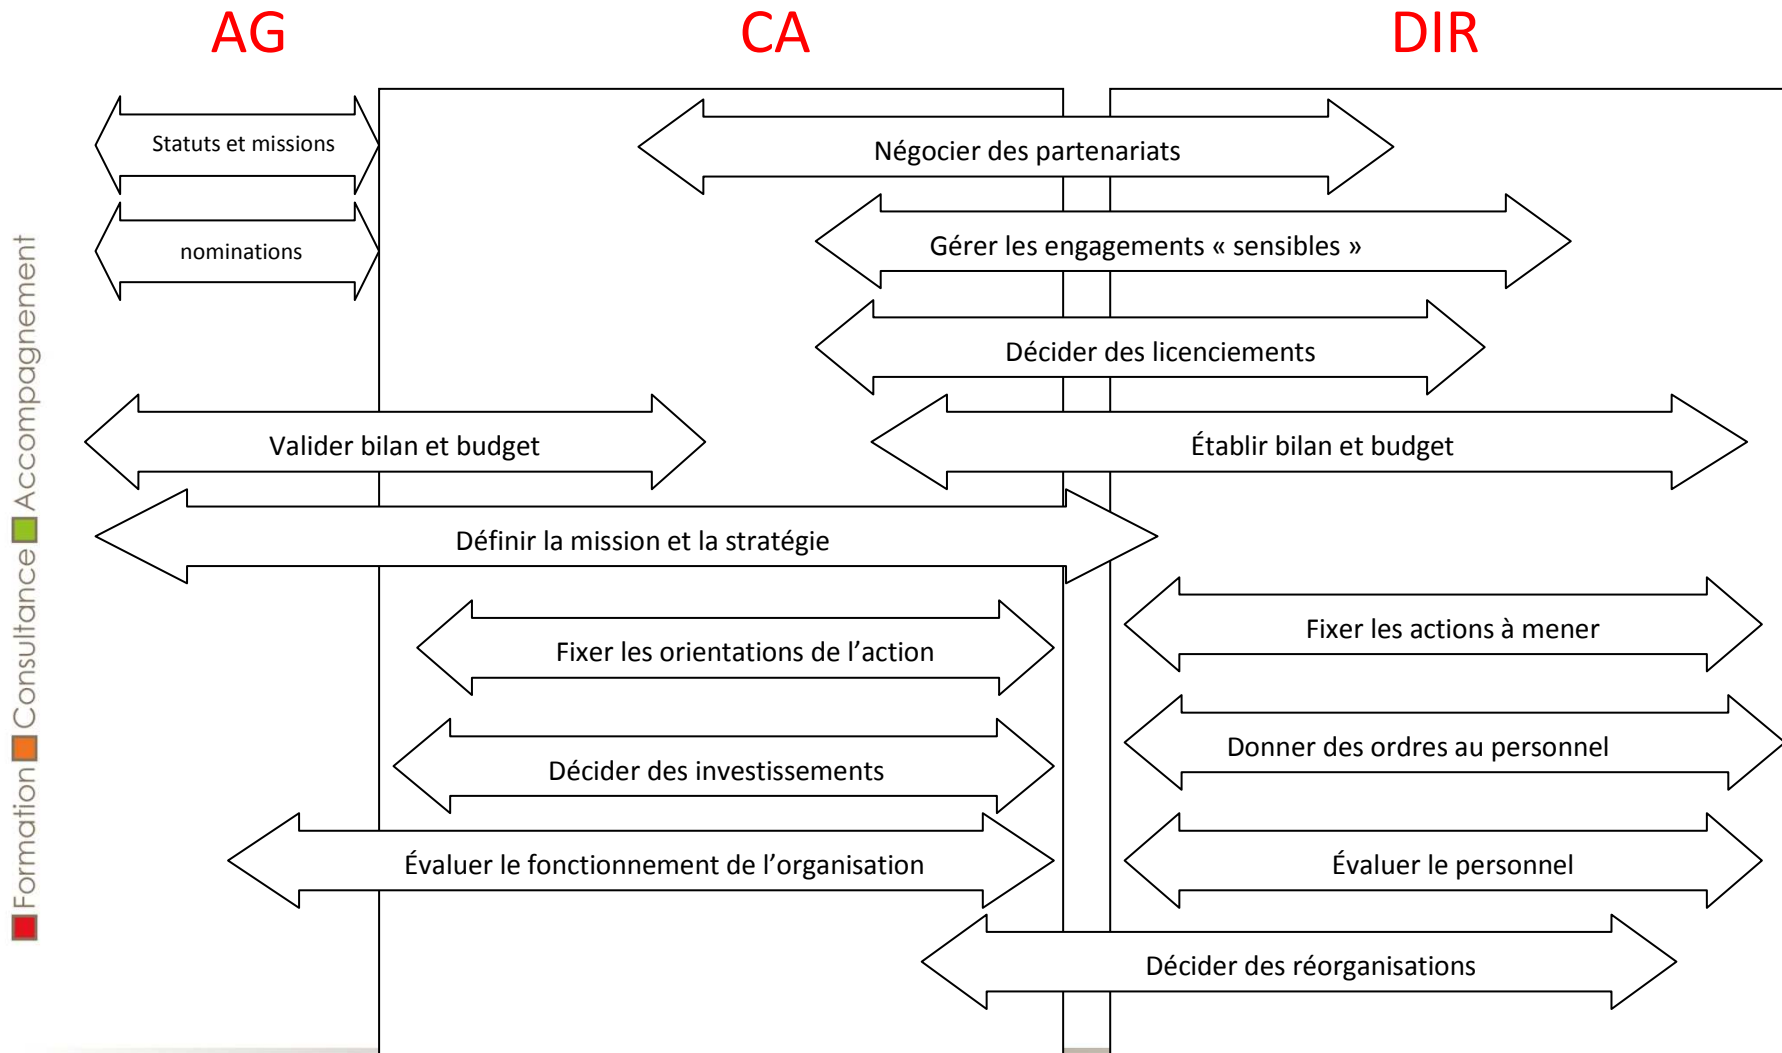 AG
CA
DIR
Statuts et missions
Négocier des partenariats
nominations
Gérer les engagements « sensibles »
Décider des licenciements
Valider bilan et budget
Établir bilan et budget
Définir la mission et la stratégie
Fixer les orientations de l’action
Fixer les actions à mener
Décider des investissements
Donner des ordres au personnel
Évaluer le fonctionnement de l’organisation
Évaluer le personnel
Décider des réorganisations
Formation Consultance Accompagnement